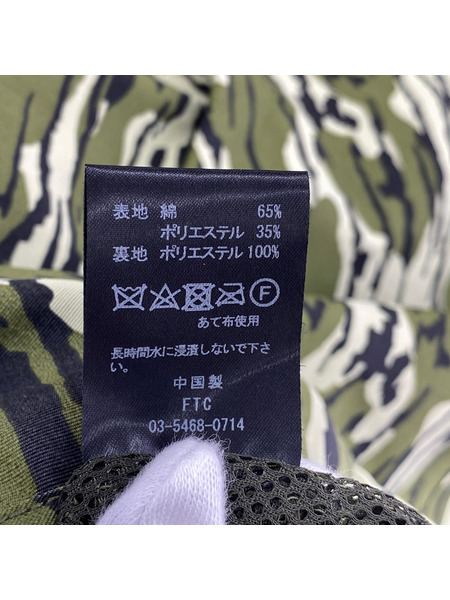 表地 綿 65%
ポリエステル 35%
裏地 ポリエステル 100%
F
あて布使用
長時間水に浸漬しないで下さ
い。
中国製
FTC
03-5468-0714